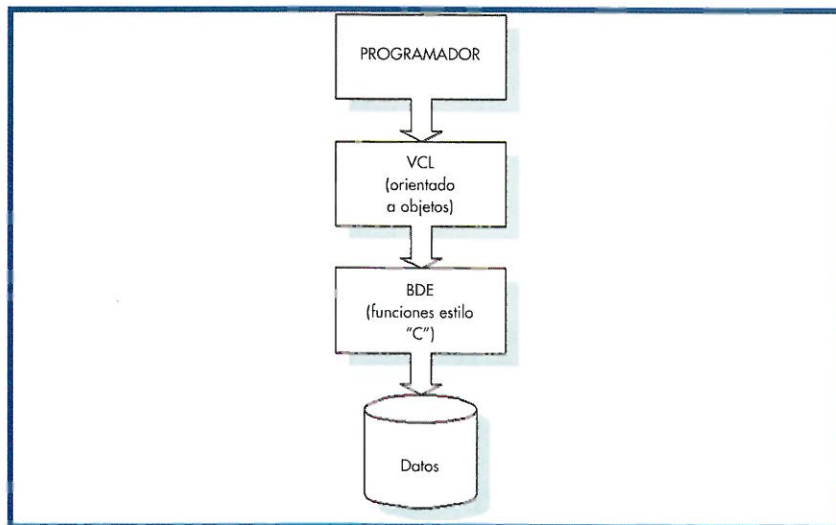 PROGRAMADOR
VCL
(orientado
a objetos)
BDE
(funciones estilo
"C")
Datos